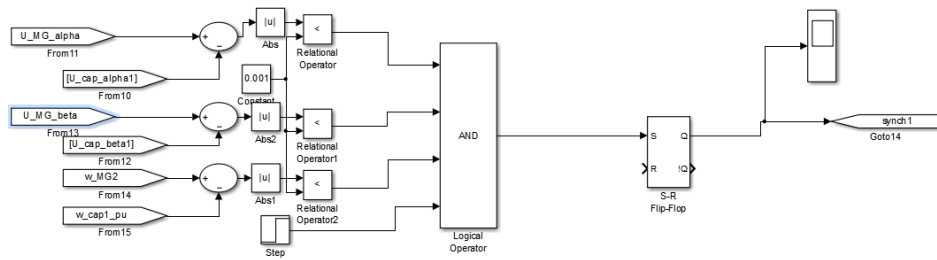 U_MG_alpha
From11
[U_cap_alpha1]
From10
|u|
Abs
<
Relational
Operator
0.001
Constant
U_MG_beta
From13
[U_cap_beta1]
From12
|u|
Abs2
<
Relational
Operator1
w_MG2
From14
w_cap1_pu
From15
|u|
Abs1
<
Relational
Operator2
Step
AND
Logical
Operator
S
Q
R
!Q
S-R
Flip-Flop
synch1
Goto14